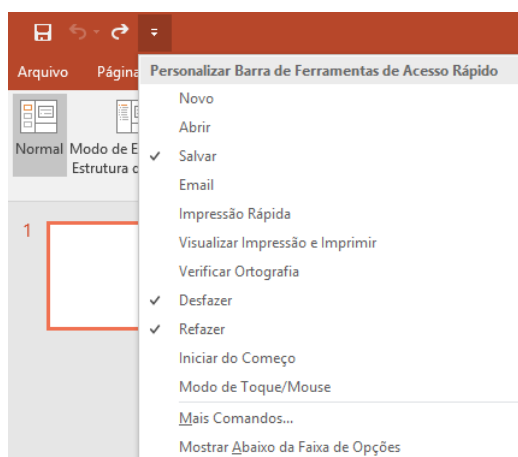 Arquivo Página
Personalizar Barra de Ferramentas de Acesso Rápido
Novo
Abrir
Salvar
Email
Impressão Rápida
Visualizar Impressão e Imprimir
Verificar Ortografia
Desfazer
Refazer
Iniciar do Começo
Modo de Toque/Mouse
Mais Comandos...
Mostrar Abaixo da Faixa de Opções
Normal Modo de E
Estrutura d
1